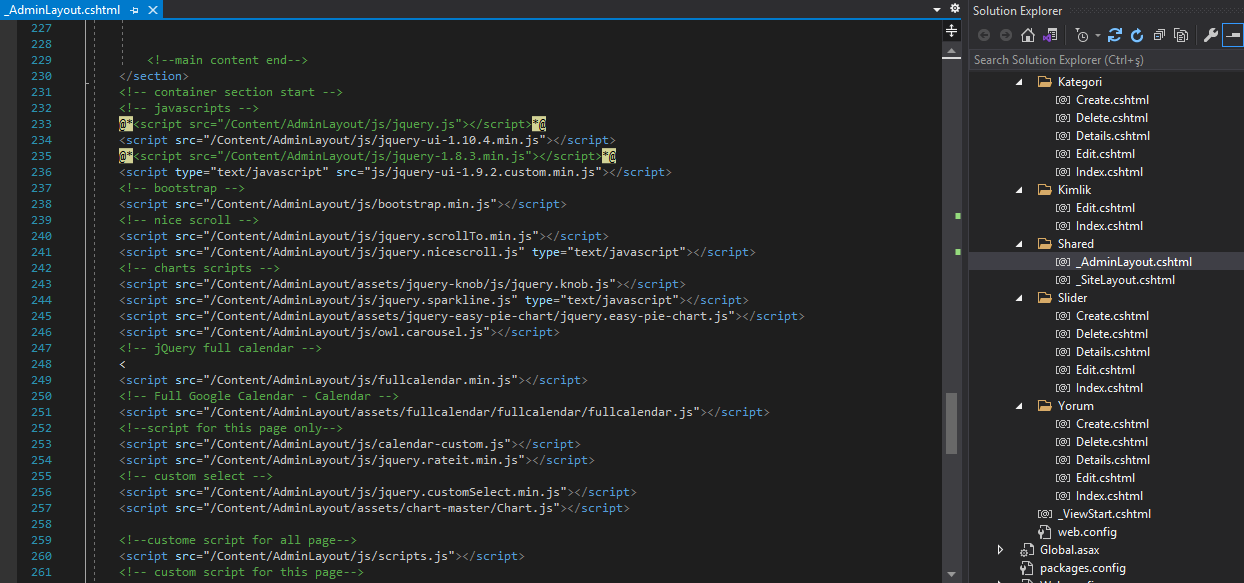 _AdminLayout.cshtml
227
228
229 <!--main content end-->
230 </section>
231 <!-- container section start -->
232 <!-- javascripts -->
233 @*<script src="/Content/AdminLayout/js/jquery.js"></script>*@
234 <script src="/Content/AdminLayout/js/jquery-ui-1.10.4.min.js"></script>
235 @*<script src="/Content/AdminLayout/js/jquery-1.8.3.min.js"></script>*@
236 <script type="text/javascript" src="js/jquery-ui-1.9.2.custom.min.js"></script>
237 <!-- bootstrap -->
238 <script src="/Content/AdminLayout/js/bootstrap.min.js"></script>
239 <!-- nice scroll -->
240 <script src="/Content/AdminLayout/js/jquery.scrollTo.min.js"></script>
241 <script src="/Content/AdminLayout/js/jquery.nicescroll.js" type="text/javascript"></script>
242 <!-- charts scripts -->
243 <script src="/Content/AdminLayout/assets/jquery-knob/js/jquery.knob.js"></script>
244 <script src="/Content/AdminLayout/js/jquery.sparkline.js" type="text/javascript"></script>
245 <script src="/Content/AdminLayout/assets/jquery-easy-pie-chart/jquery.easy-pie-chart.js"></script>
246 <script src="/Content/AdminLayout/js/owl.carousel.js"></script>
247 <!-- jQuery full calendar -->
248 <
249 <script src="/Content/AdminLayout/js/fullcalendar.min.js"></script>
250 <!-- Full Google Calendar - Calendar -->
251 <script src="/Content/AdminLayout/assets/fullcalendar/fullcalendar/fullcalendar.js"></script>
252 <!--script for this page only-->
253 <script src="/Content/AdminLayout/js/calendar-custom.js"></script>
254 <script src="/Content/AdminLayout/js/jquery.rateit.min.js"></script>
255 <!-- custom select -->
256 <script src="/Content/AdminLayout/js/jquery.customSelect.min.js"></script>
257 <script src="/Content/AdminLayout/assets/chart-master/Chart.js"></script>
258
259 <!--custome script for all page-->
260 <script src="/Content/AdminLayout/js/scripts.js"></script>
261 <!-- custom script for this page-->
Solution Explorer
Search Solution Explorer (Ctrl+ş)
Kategori
Create.cshtml
Delete.cshtml
Details.cshtml
Edit.cshtml
Index.cshtml
Kimlik
Edit.cshtml
Index.cshtml
Shared
_AdminLayout.cshtml
_SiteLayout.cshtml
Slider
Create.cshtml
Delete.cshtml
Details.cshtml
Edit.cshtml
Index.cshtml
Yorum
Create.cshtml
Delete.cshtml
Details.cshtml
Edit.cshtml
Index.cshtml
_ViewStart.cshtml
web.config
Global.asax
packages.config